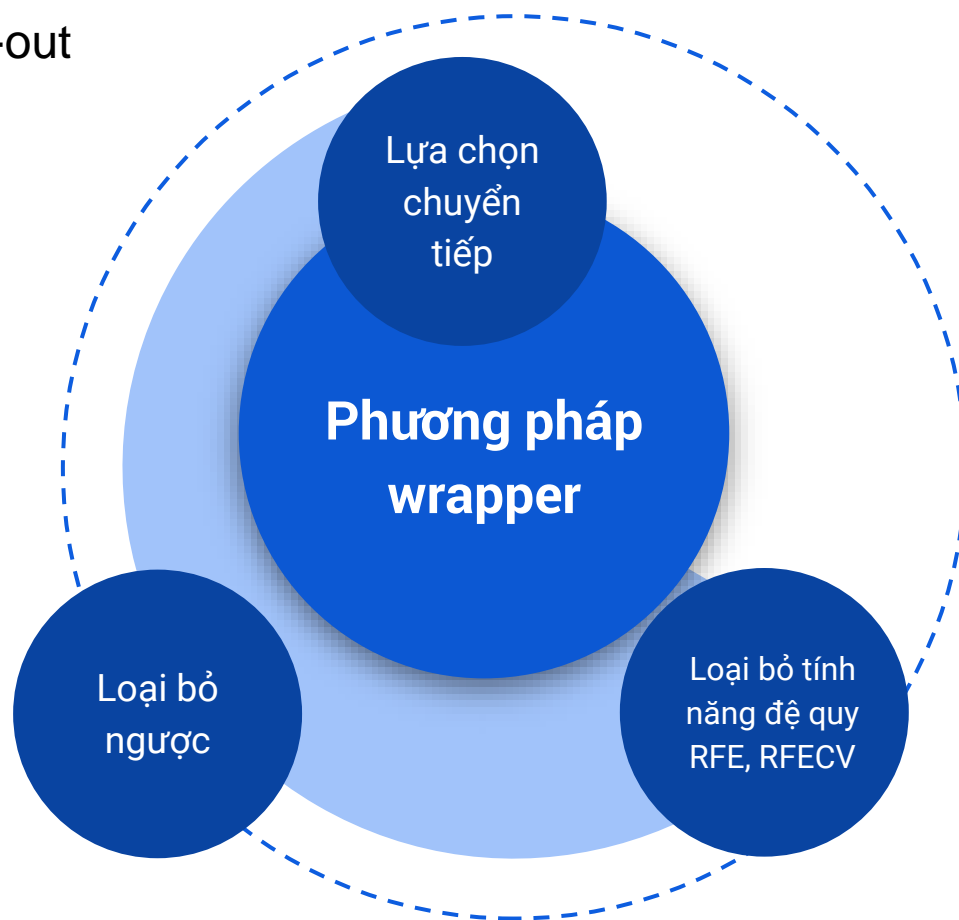 -out
Lựa chọn
chuyển
tiếp
Phương pháp
wrapper
Loại bỏ
ngược
Loại bỏ tính
năng đệ quy
RFE, RFECV